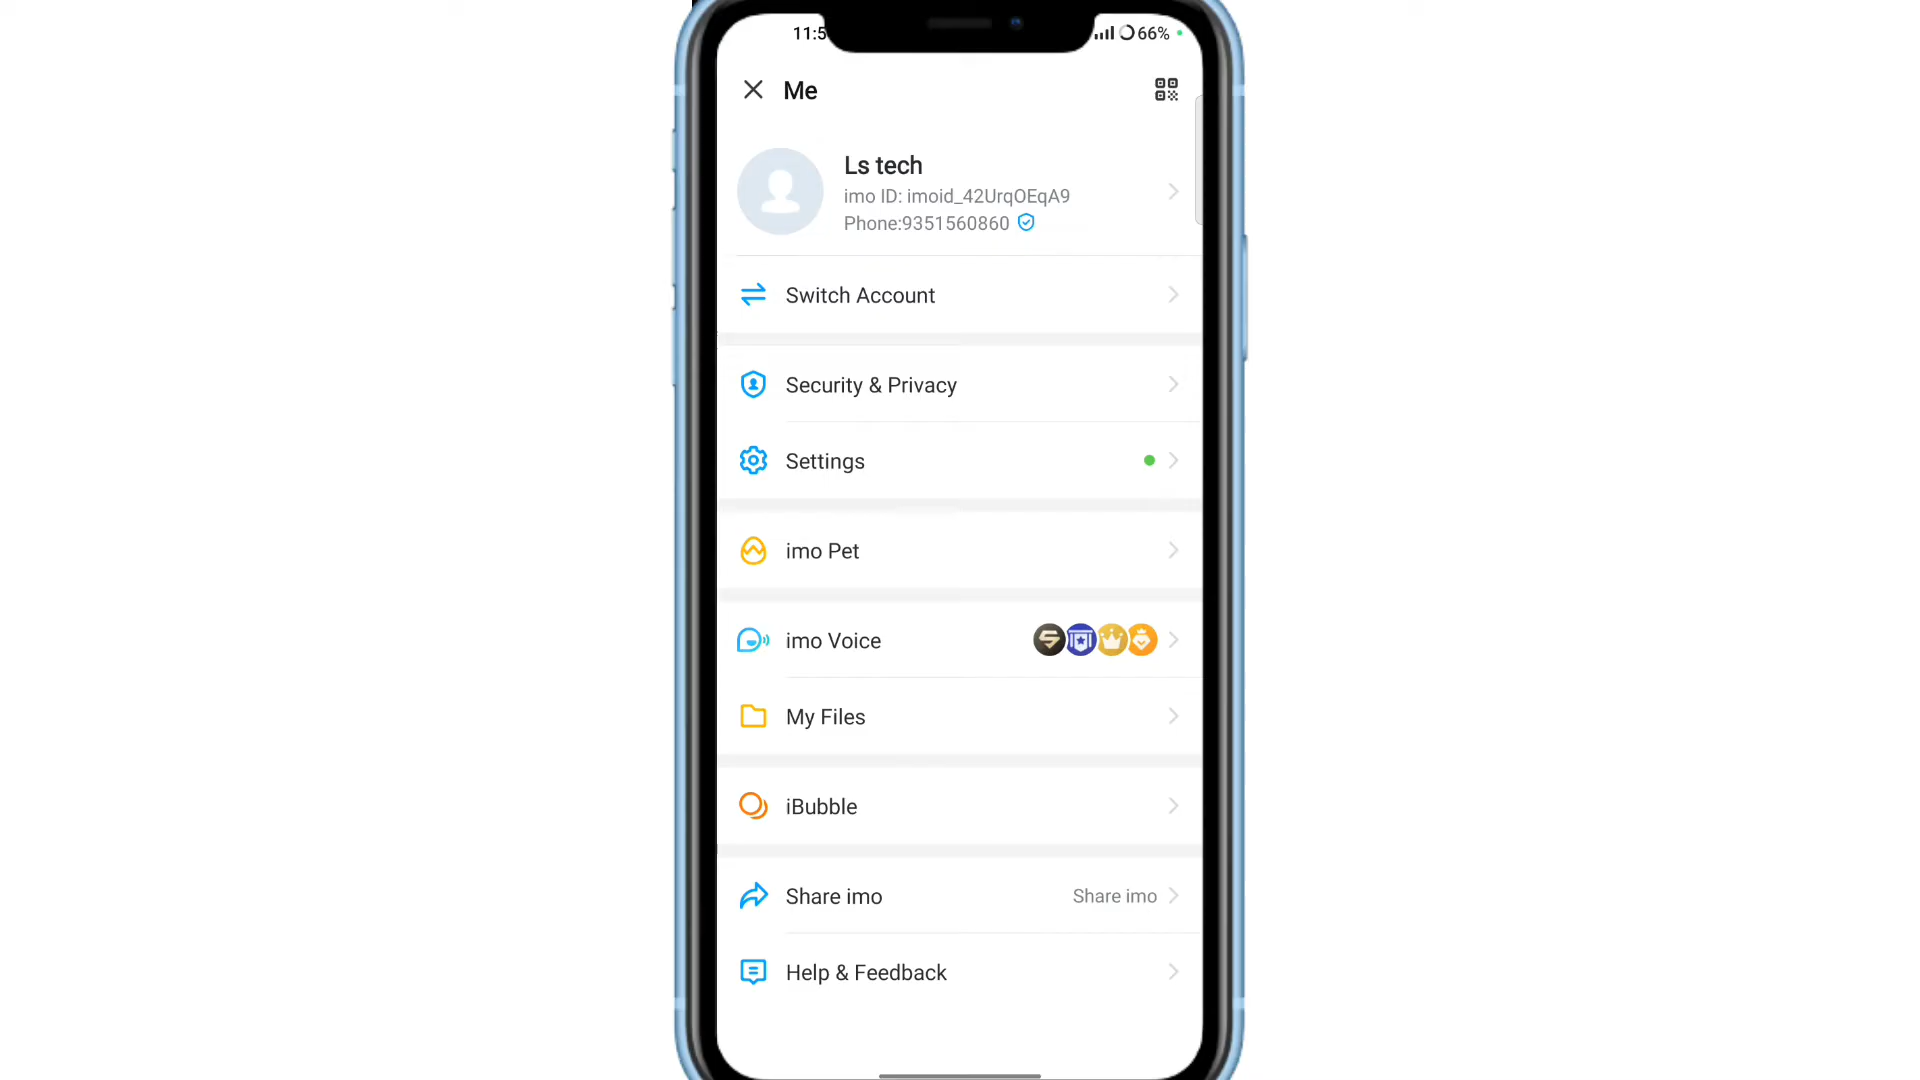 11:5
66%
Me
Ls tech
imo ID: imoid_42UrqOEqA9
Phone:9351560860
Switch Account
Security & Privacy
Settings
imo Pet
imo Voice
My Files
iBubble
Share imo Share imo
Help & Feedback